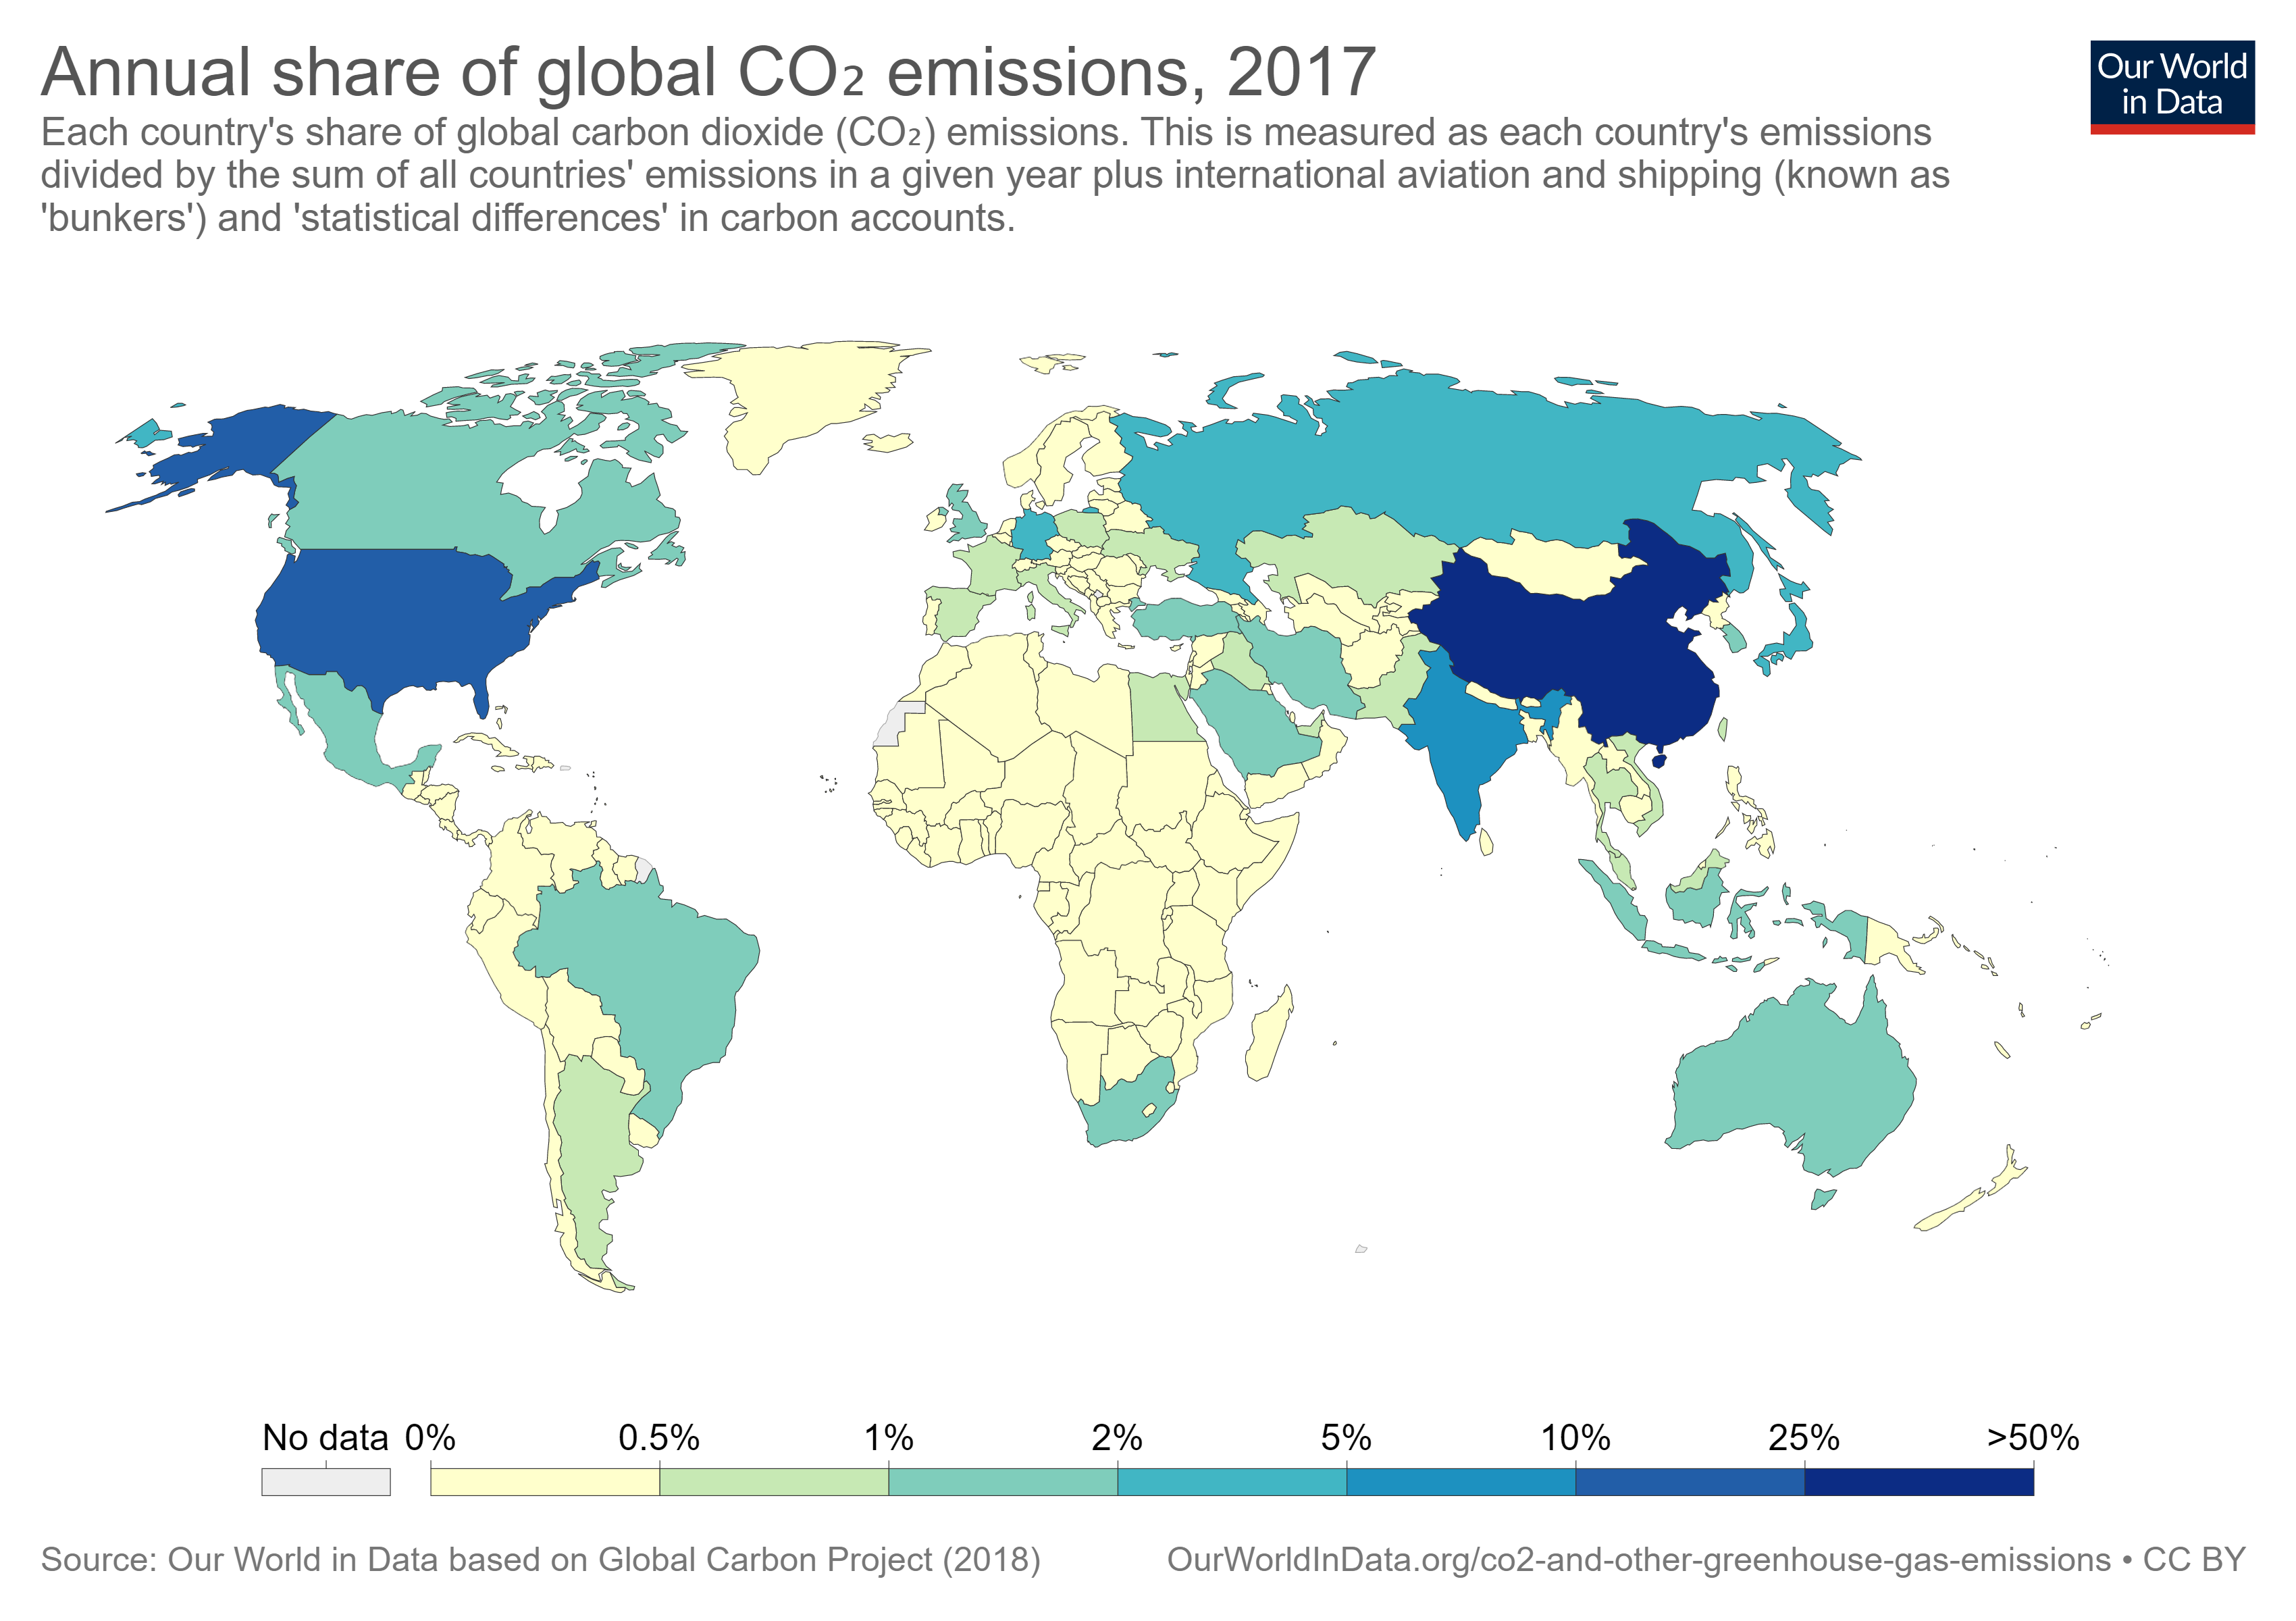 Annual share of global CO₂ emissions, 2017
Our World
in Data
Each country's share of global carbon dioxide (CO₂) emissions. This is measured as each country's emissions
divided by the sum of all countries' emissions in a given year plus international aviation and shipping (known as
'bunkers') and 'statistical differences' in carbon accounts.
No data 0% 0.5% 1% 2% 5% 10% 25% >50%
Source: Our World in Data based on Global Carbon Project (2018)
OurWorldInData.org/co2-and-other-greenhouse-gas-emissions • CC BY